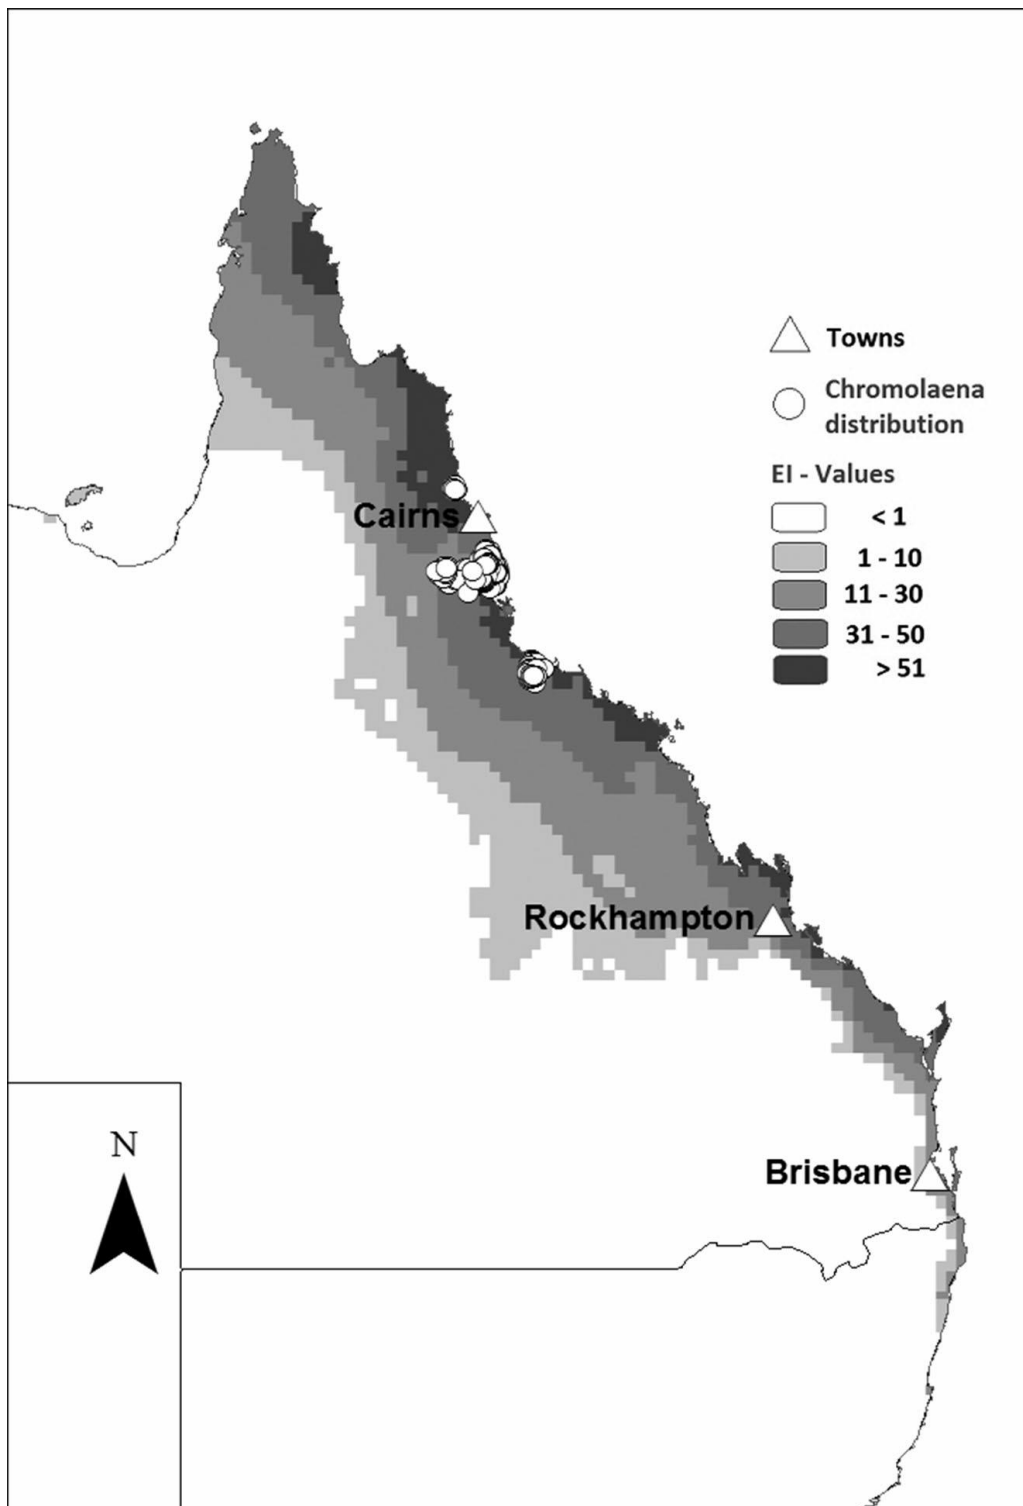 Towns
Chromolaena
distribution
EI - Values
< 1
1 - 10
11 - 30
31 - 50
> 51
Cairns
Rockhampton
Brisbane
N